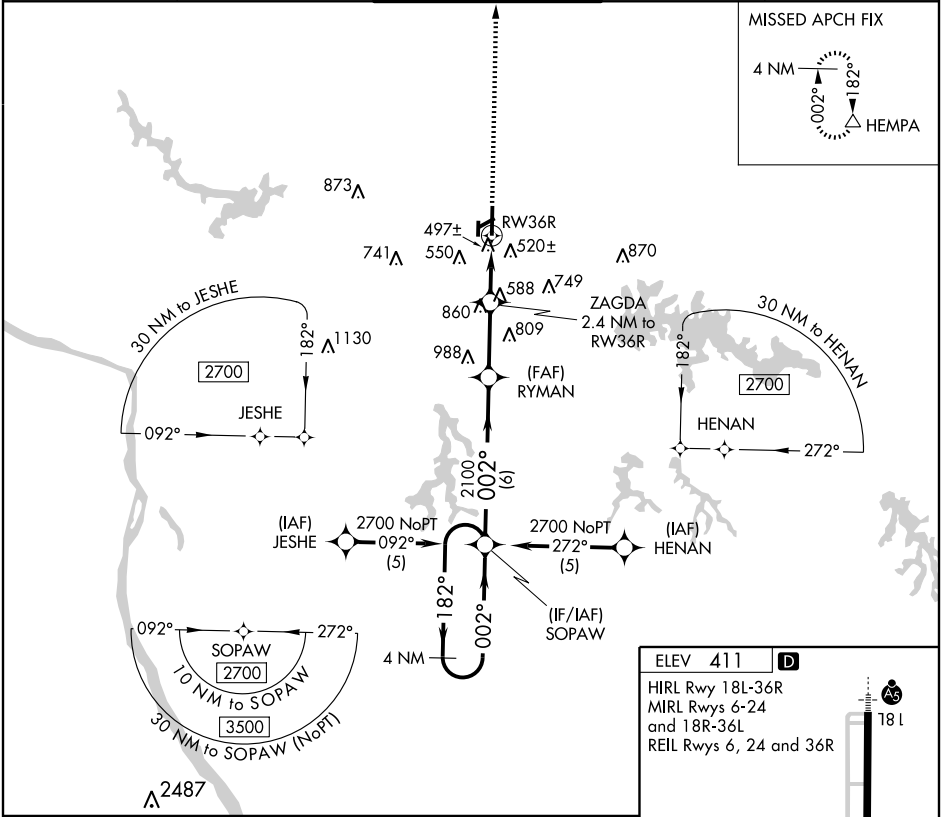 MISSED APCH FIX
4 NM
002°
182°
HEMPA
873
497±
RW36R
741
550
520±
870
588
749
860
ZAGDA
2.4 NM to
RW36R
809
988
30 NM to JESHE
182°
1130
2700
JESHE
092°
(FAF)
RYMAN
30 NM to HENAN
182°
2700
HENAN
272°
2100
002°
(6)
(IAF)
JESHE
2700 NoPT
092°
(5)
2700 NoPT
272°
(5)
(IAF)
HENAN
182°
002°
(IF/IAF)
SOPAW
4 NM
092°
272°
SOPAW
2700
10 NM to SOPAW
3500
30 NM to SOPAW (NoPT)
2487
ELEV 411 D
HIRL Rwy 18L-36R
MIRL Rwys 6-24
and 18R-36L
REIL Rwys 6, 24 and 36R
A5
18L